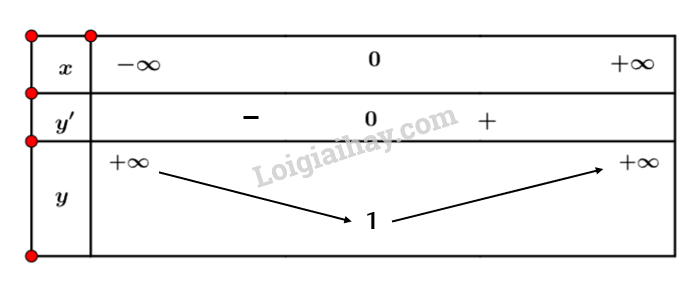 x −∞ 0 +∞
y′ − 0 +
Loigiaihay.com
+∞ +∞
y
1